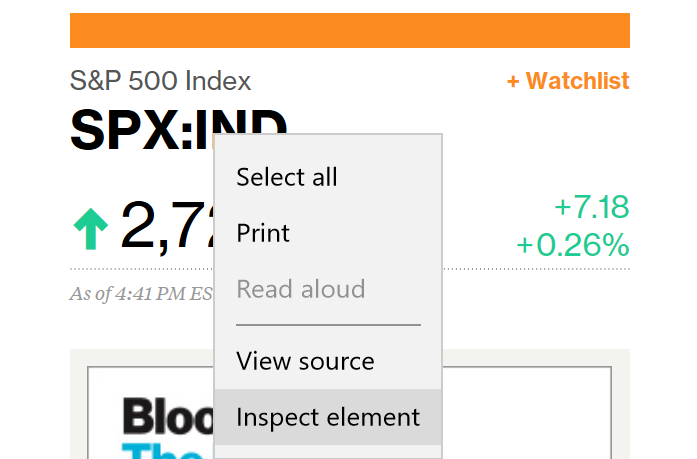 S&P 500 Index
+ Watchlist
SPX:IND
Select all
2,72
+7.18
Print
+0.26%
Read aloud
As of 4:41 PM ES
View source
Inspect element
Bloo
The